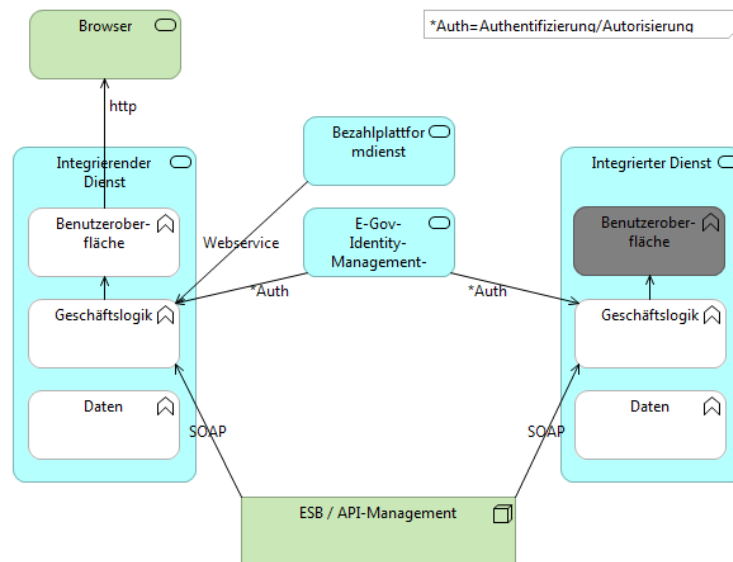 Browser
*Auth=Authentifizierung/Autorisierung
http
Bezahlplattfor
mdienst
Integrierender
Dienst
Integrierter Dienst
Benutzerober-
fläche
E-Gov-
Identity-
Management-
Benutzerober-
fläche
Webservice
*Auth
*Auth
Geschäftslogik
Geschäftslogik
Daten
Daten
SOAP
SOAP
ESB / API-Management